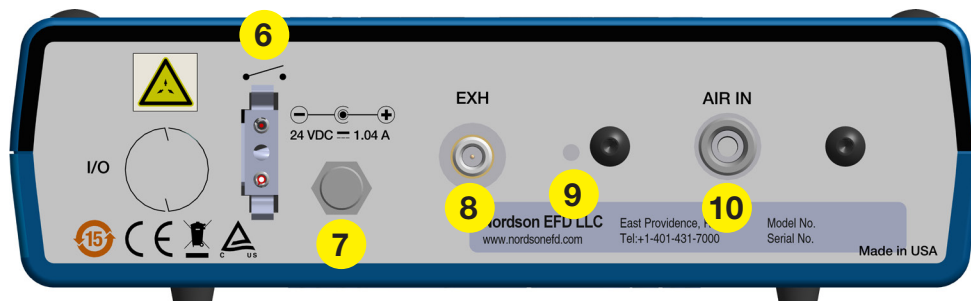 6
EXH
AIR IN
24 VDC 1.04 A
I/O
8
9
10
7
Nordson EFD LLC
East Providence,
Model No.
www.nordsonefd.com
Tel:+1-401-431-7000
Serial No.
15
CE
C US
Made in USA